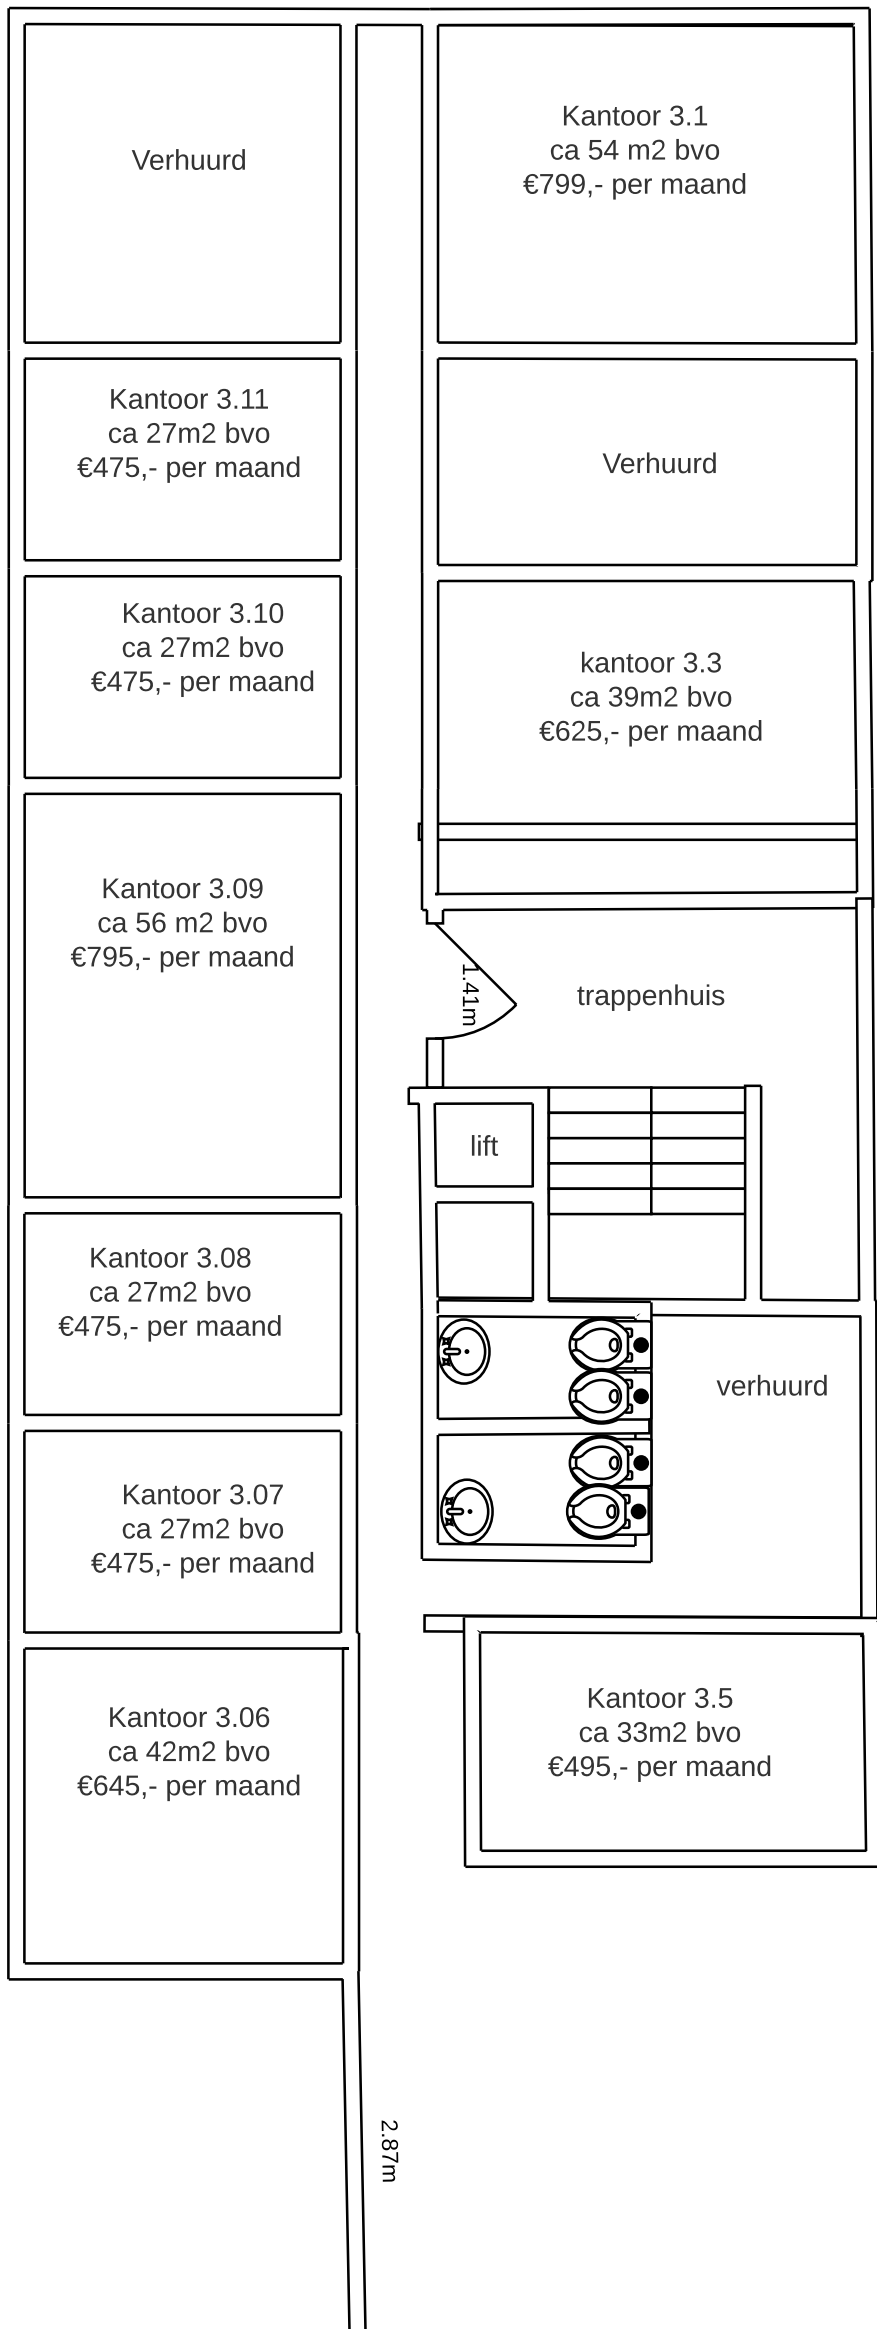 Verhuurd
Kantoor 3.1
ca 54 m2 bvo
€799,- per maand
Kantoor 3.11
ca 27m2 bvo
€475,- per maand
Verhuurd
Kantoor 3.10
ca 27m2 bvo
€475,- per maand
kantoor 3.3
ca 39m2 bvo
€625,- per maand
Kantoor 3.09
ca 56 m2 bvo
€795,- per maand
1.41m
trappenhuis
lift
Kantoor 3.08
ca 27m2 bvo
€475,- per maand
verhuurd
Kantoor 3.07
ca 27m2 bvo
€475,- per maand
Kantoor 3.06
ca 42m2 bvo
€645,- per maand
Kantoor 3.5
ca 33m2 bvo
€495,- per maand
2.87m